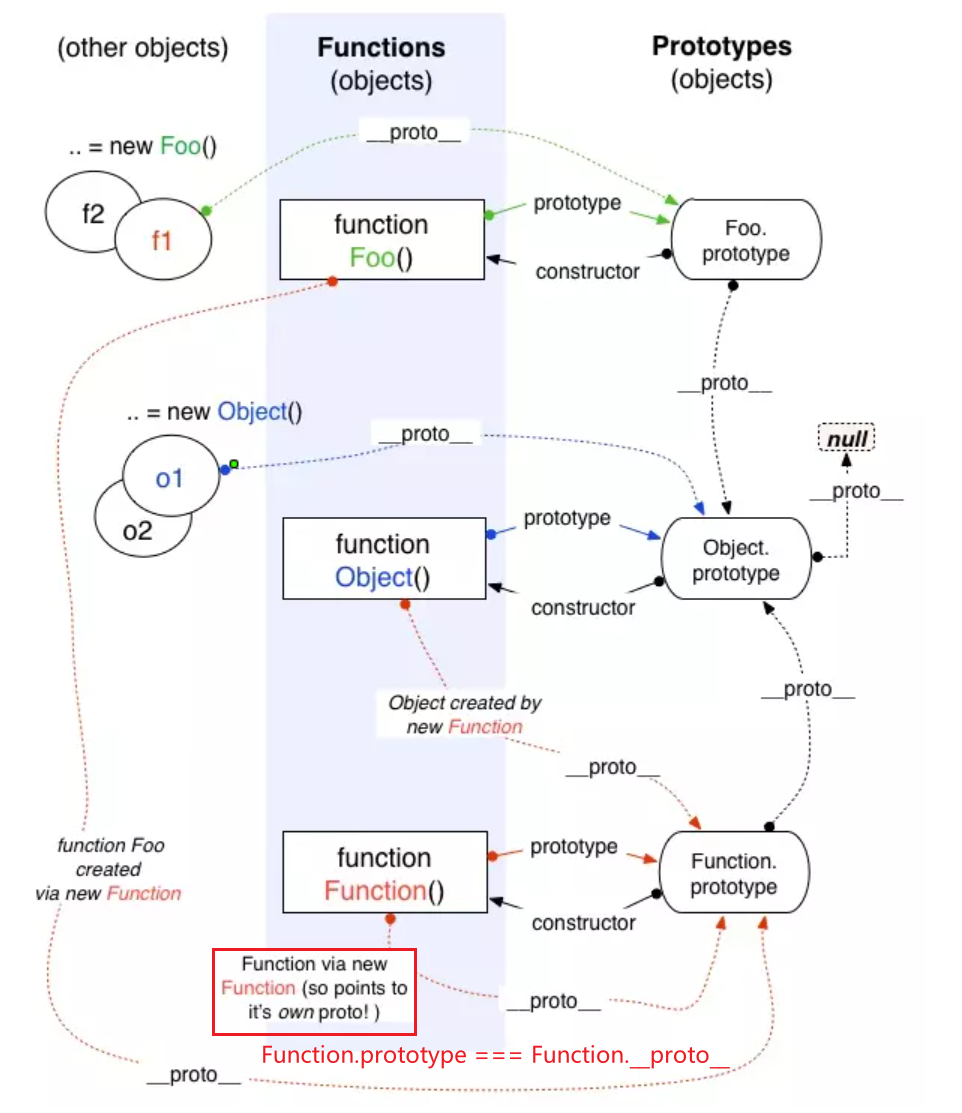 (other objects)
Functions
(objects)
Prototypes
(objects)
__proto__
.. = new Foo()
f2
f1
function
Foo()
prototype
constructor
Foo.
prototype
__proto__
.. = new Object()
__proto__
null
__proto__
o1
o2
function
Object()
prototype
constructor
Object.
prototype
Object created by
new Function
__proto__
__proto__
function Foo
created
via new Function
function
Function()
prototype
constructor
Function.
prototype
Function via new
Function (so points to
it's own proto! )
__proto__
Function.prototype === Function.__proto__
__proto__